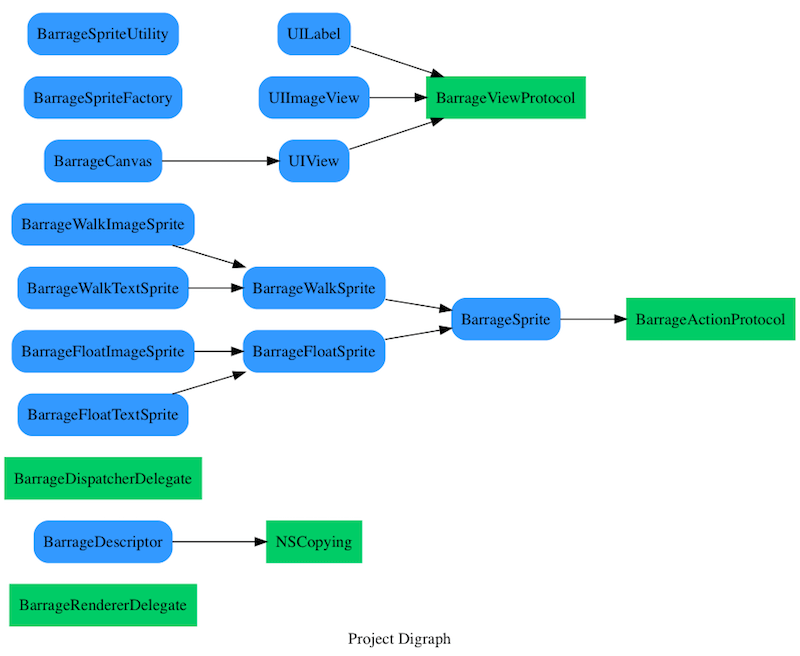 BarrageSpriteUtility
UILabel
BarrageSpriteFactory
UIImageView
BarrageViewProtocol
BarrageCanvas
UIView
BarrageWalkImageSprite
BarrageWalkTextSprite
BarrageWalkSprite
BarrageSprite
BarrageActionProtocol
BarrageFloatImageSprite
BarrageFloatSprite
BarrageFloatTextSprite
BarrageDispatcherDelegate
BarrageDescriptor
NSCopying
BarrageRendererDelegate
Project Digraph